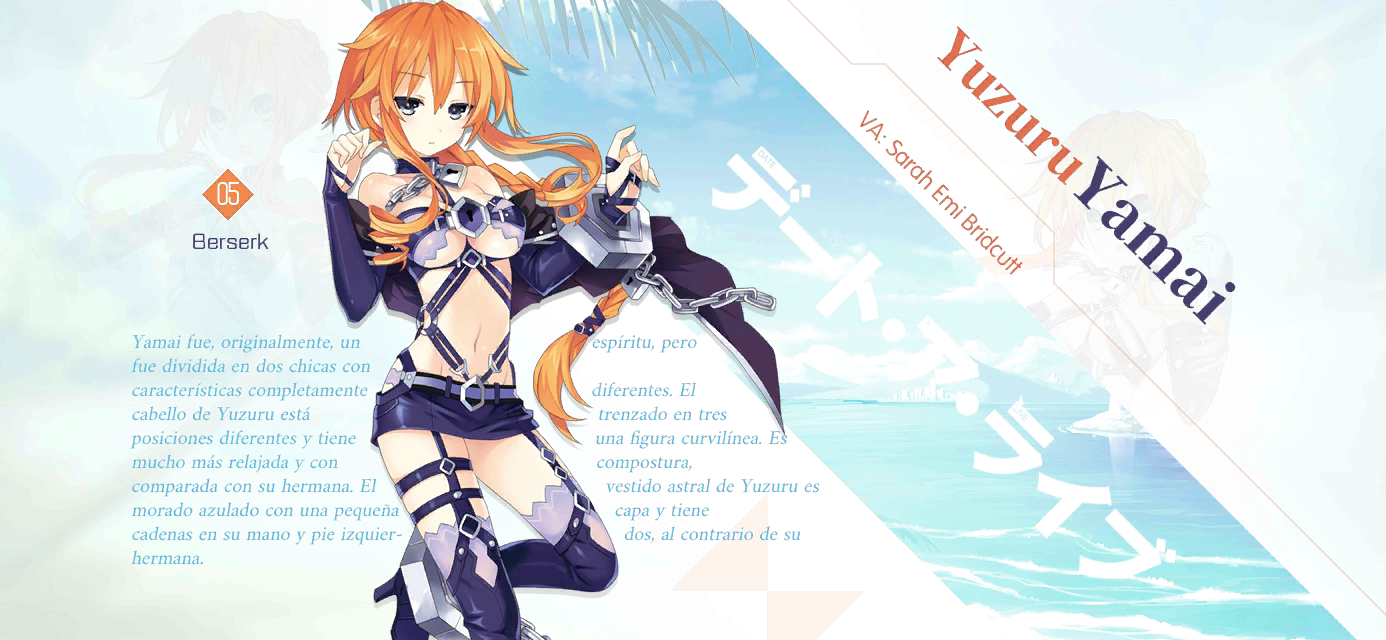 Yuzuru Yamai
VA: Sarah Emi Bridcutt
05
Berserk
DATE
デート・ア・ライブ
LIVE
Yamai fue, originalmente, un espíritu, pero
fue dividida en dos chicas con
características completamente diferentes. El
cabello de Yuzuru está trenzado en tres
posiciones diferentes y tiene una figura curvilínea. Es
mucho más relajada y con compostura,
comparada con su hermana. El vestido astral de Yuzuru es
morado azulado con una pequeña capa y tiene
cadenas en su mano y pie izquier- dos, al contrario de su
hermana.